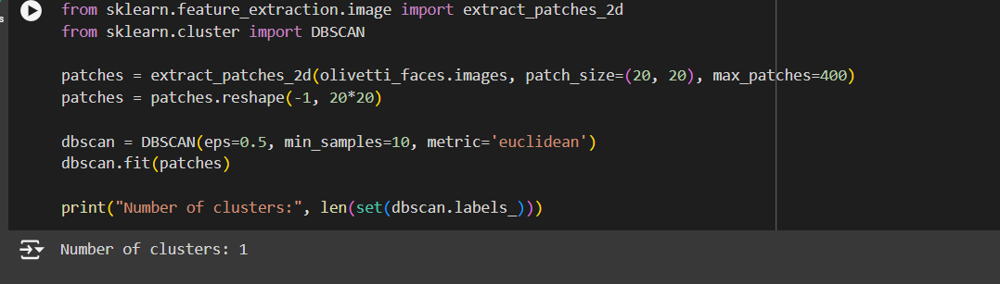 s
from sklearn.feature_extraction.image import extract_patches_2d
from sklearn.cluster import DBSCAN
patches = extract_patches_2d(olivetti_faces.images, patch_size=(20, 20), max_patches=400)
patches = patches.reshape(-1, 20*20)
dbscan = DBSCAN(eps=0.5, min_samples=10, metric='euclidean')
dbscan.fit(patches)
print("Number of clusters:", len(set(dbscan.labels_)))
Number of clusters: 1